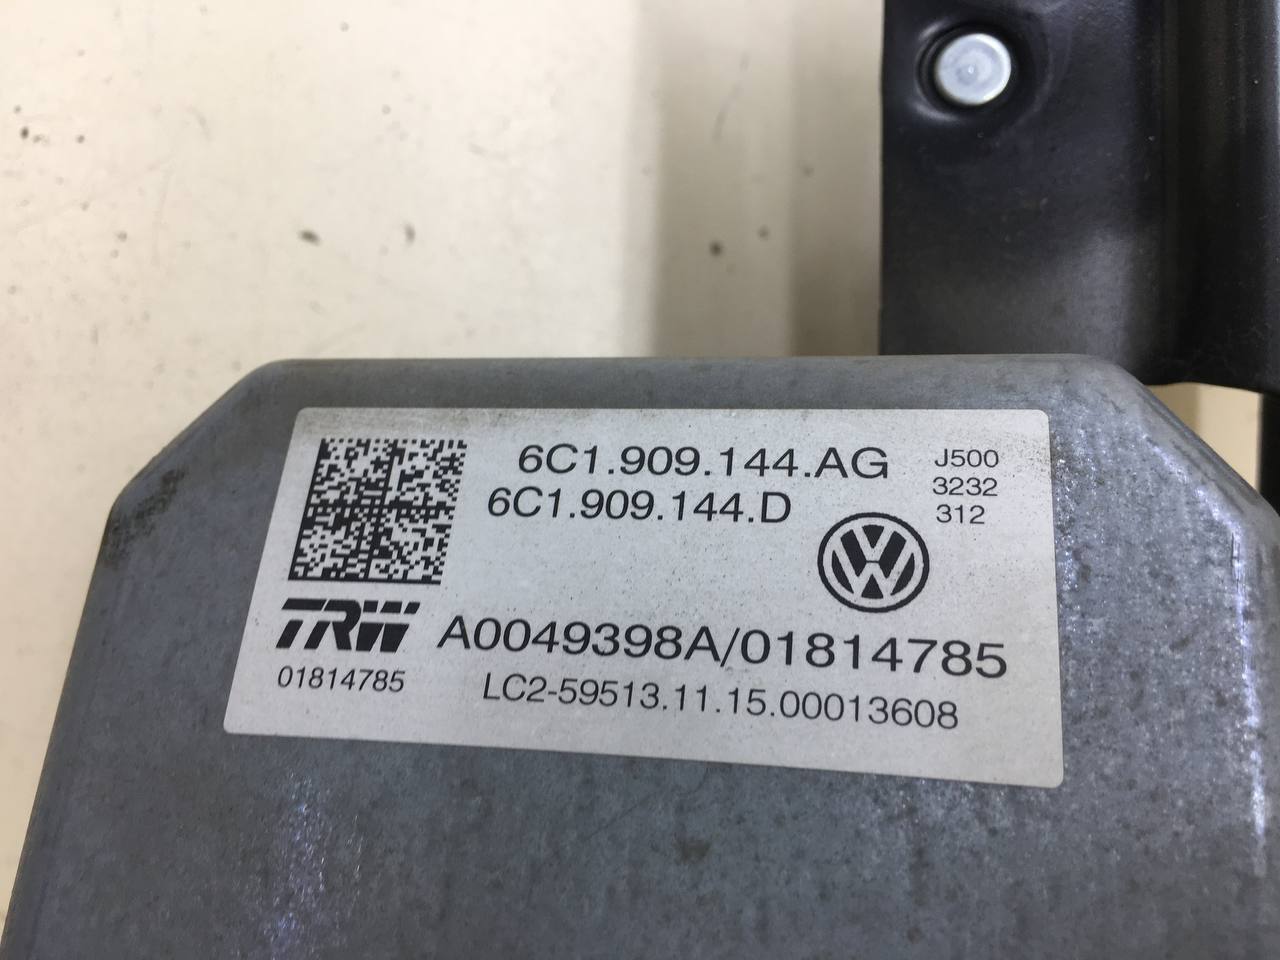 6C1.909.144.AG
6C1.909.144.D
J500
3232
312
TRW
A0049398A/01814785
01814785
LC2-59513.11.15.00013608